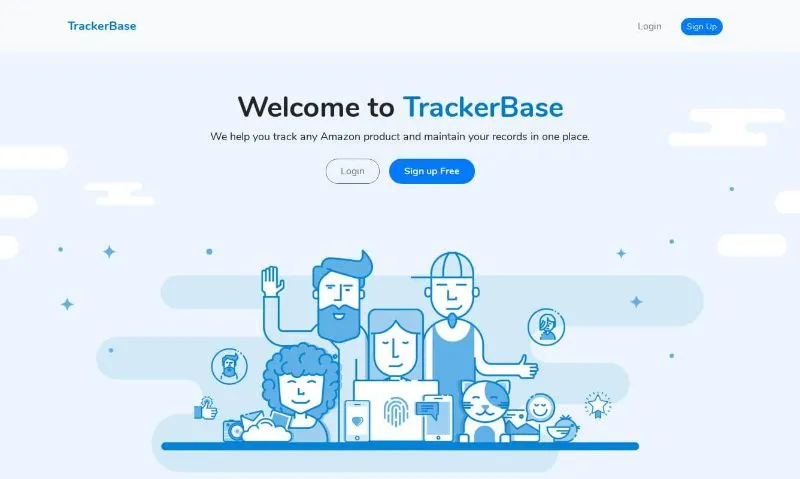 TrackerBase
Login
Sign Up
Welcome to TrackerBase
We help you track any Amazon product and maintain your records in one place.
Login
Sign up Free